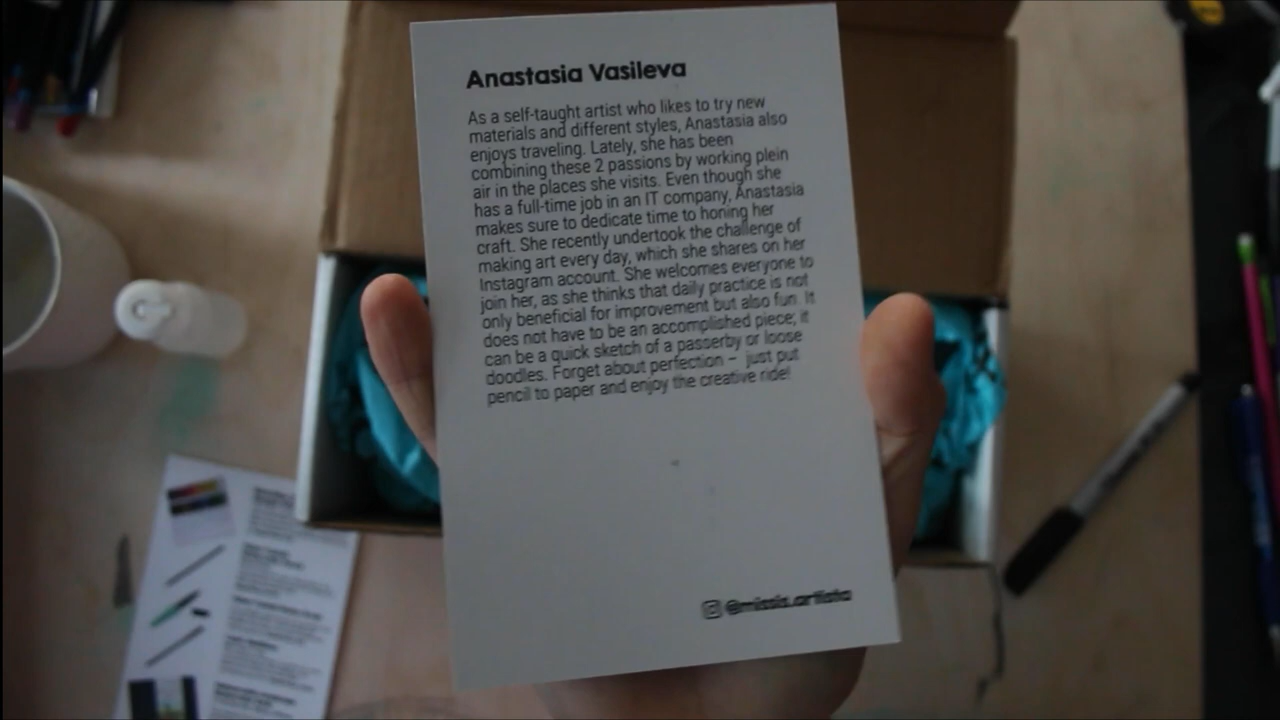 Anastasia Vasileva
As a self-taught artist who likes to try new
materials and different styles, Anastasia also
enjoys traveling. Lately, she has been
combining these 2 passions by working plein
air in the places she visits. Even though she
has a full-time job in an IT company, Anastasia
makes sure to dedicate time to honing her
craft. She recently undertook the challenge of
making art every day, which she shares on her
Instagram account. She welcomes everyone to
join her, as she thinks that daily practice is not
only beneficial for improvement but also fun. It
does not have to be an accomplished piece; it
can be a quick sketch of a passerby or loose
doodles. Forget about perfection – just put
pencil to paper and enjoy the creative ride!
@missis.artista